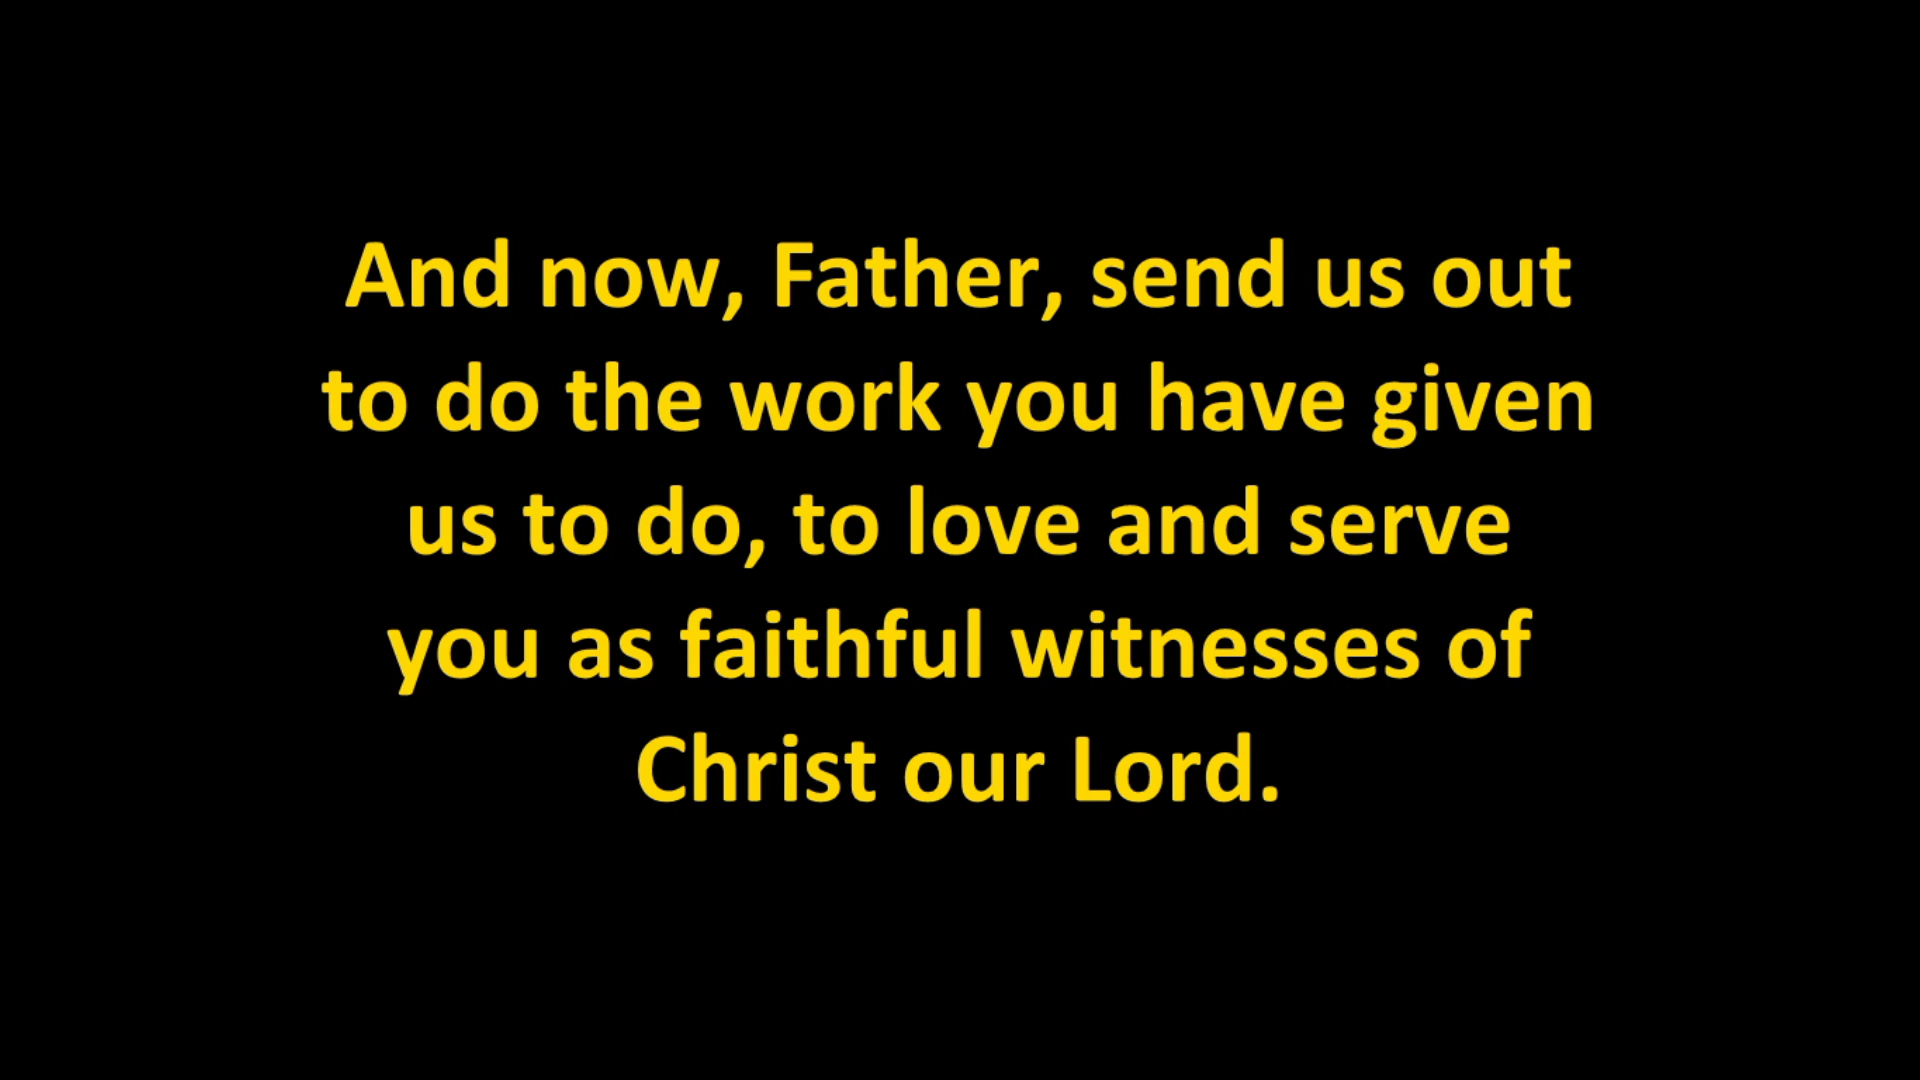 And now, Father, send us out
to do the work you have given
us to do, to love and serve
you as faithful witnesses of
Christ our Lord.